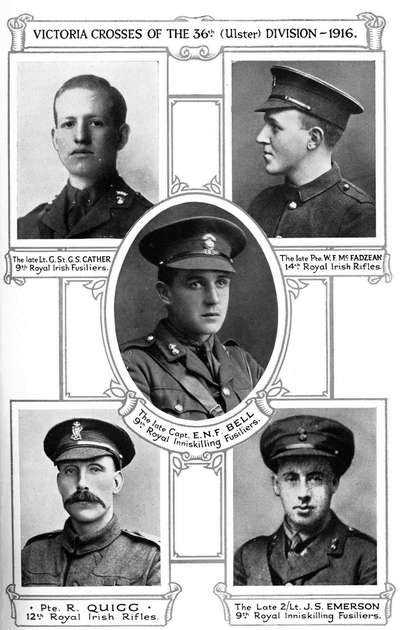 VICTORIA CROSSES OF THE 36th (Ulster) DIVISION – 1916.
The late Lt. G. St. G. S. CATHER
9th Royal Irish Fusiliers.
The late Pte. W. F. Mc FADZEAN
14th Royal Irish Rifles.
The late Capt. E.N.F. BELL
9th Royal Inniskilling Fusiliers.
· Pte. R. QUIGG ·
12th Royal Irish Rifles.
The Late 2/Lt. J. S. EMERSON
9th Royal Inniskilling Fusiliers.